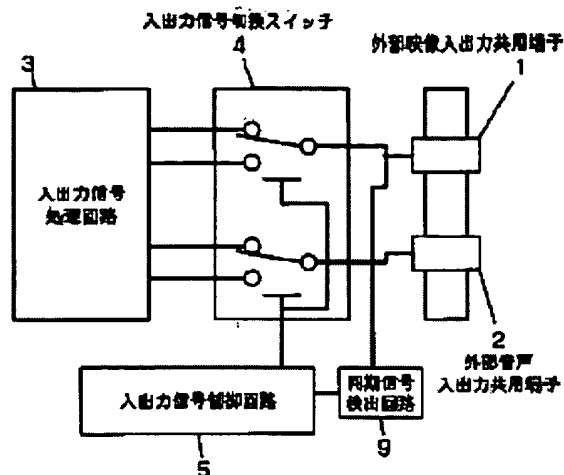 入出力信号切換スイッチ
4
外部映像入出力共用端子
1
3
入出力信号
処理回路
2
外部音声
入出力共用端子
入出力信号制御回路
5
同期信号
検出回路
9